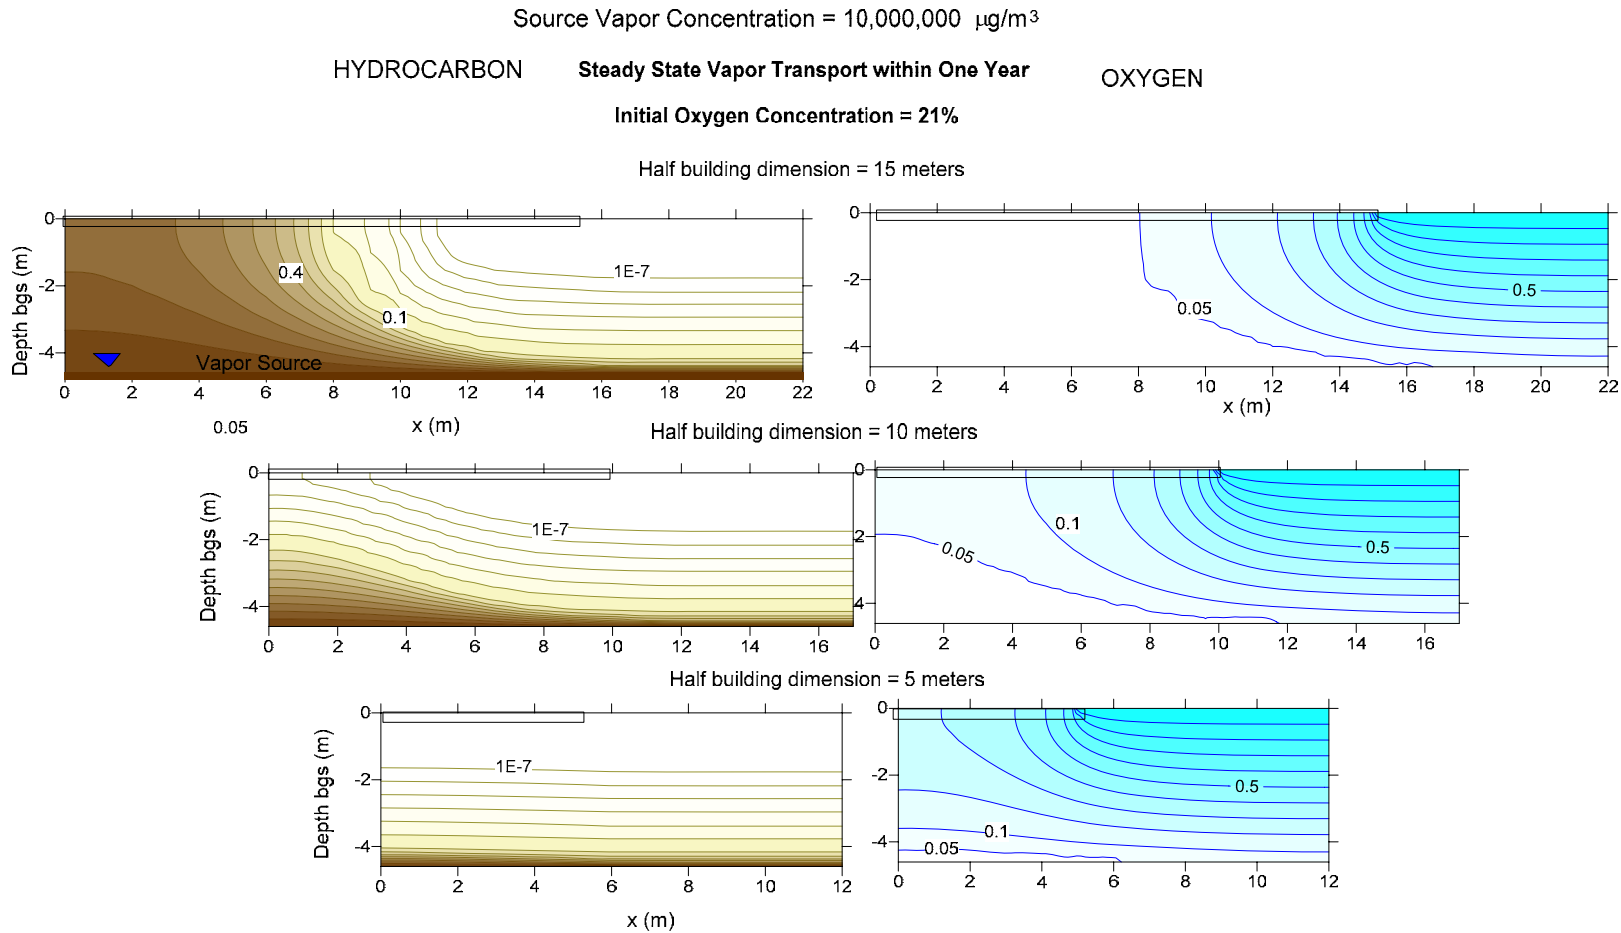 Source Vapor Concentration = 10,000,000 μg/m³
HYDROCARBON
Steady State Vapor Transport within One Year
OXYGEN
Initial Oxygen Concentration = 21%
Half building dimension = 15 meters
Depth bgs (m)
0
-2
-4
0.4
0.1
1E-7
Vapor Source
0 2 4 6 8 10 12 14 16 18 20 22
0.05
x (m)
0
-2
-4
0.05
0.5
0 2 4 6 8 10 12 14 16 18 20 22
x (m)
Half building dimension = 10 meters
Depth bgs (m)
0
-2
-4
1E-7
0 2 4 6 8 10 12 14 16
0
-2
-4
0.1
0.05
0.5
0 2 4 6 8 10 12 14 16
Half building dimension = 5 meters
Depth bgs (m)
0
-2
-4
1E-7
0 2 4 6 8 10 12
x (m)
0
-2
-4
0.5
0.1
0.05
0 2 4 6 8 10 12